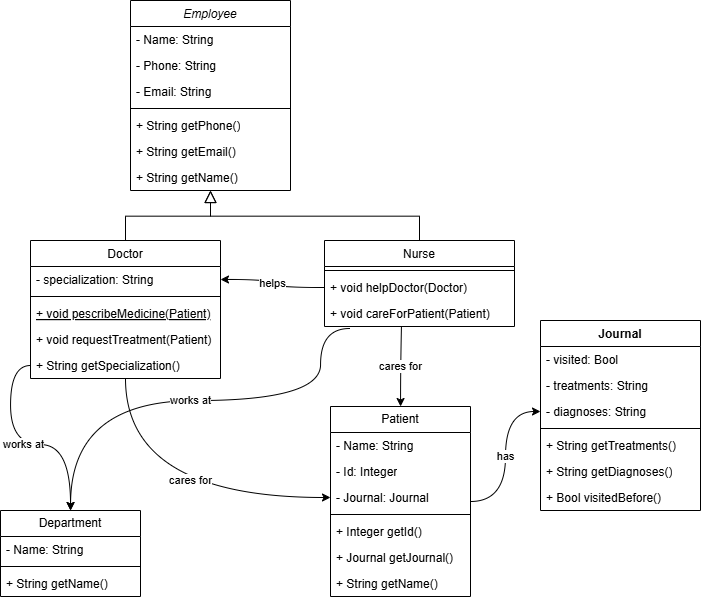 Employee
- Name: String
- Phone: String
- Email: String
+ String getPhone()
+ String getEmail()
+ String getName()
Doctor
- specialization: String
+ void pescribeMedicine(Patient)
+ void requestTreatment(Patient)
+ String getSpecialization()
helps
Nurse
+ void helpDoctor(Doctor)
+ void careForPatient(Patient)
works at
works at
cares for
cares for
Department
- Name: String
+ String getName()
Patient
- Name: String
- Id: Integer
- Journal: Journal
+ Integer getId()
+ Journal getJournal()
+ String getName()
has
Journal
- visited: Bool
- treatments: String
- diagnoses: String
+ String getTreatments()
+ String getDiagnoses()
+ Bool visitedBefore()